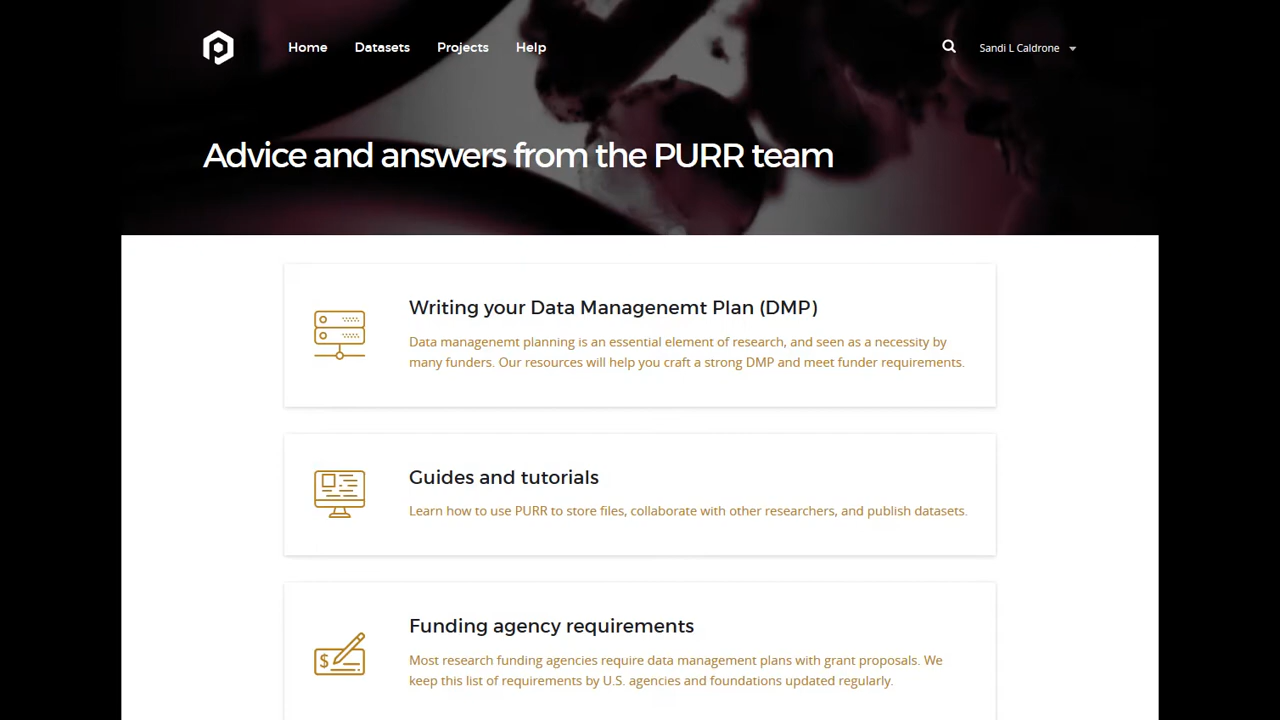 Home Datasets Projects Help Sandi L Caldrone
Advice and answers from the PURR team
Writing your Data Managenemt Plan (DMP)
Data managenemt planning is an essential element of research, and seen as a necessity by
many funders. Our resources will help you craft a strong DMP and meet funder requirements.
Guides and tutorials
Learn how to use PURR to store files, collaborate with other researchers, and publish datasets.
Funding agency requirements
$
Most research funding agencies require data management plans with grant proposals. We
keep this list of requirements by U.S. agencies and foundations updated regularly.